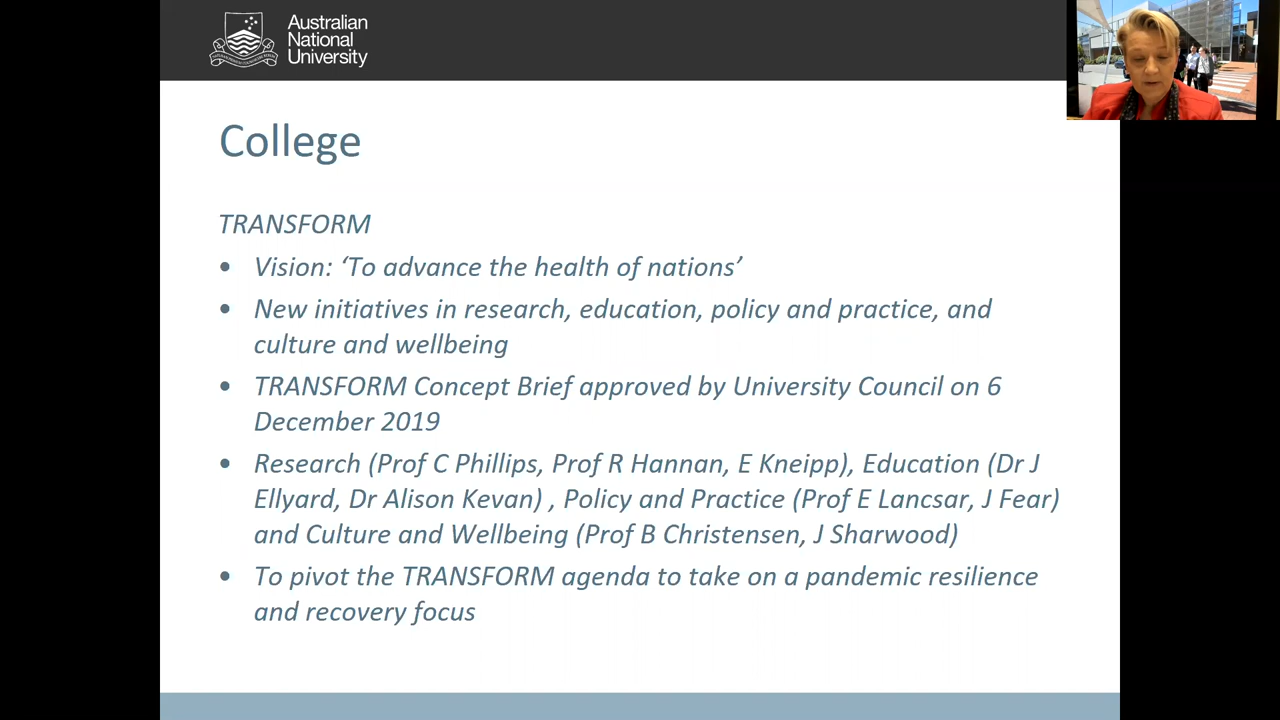 Australian
National
University
College
TRANSFORM
• Vision: ‘To advance the health of nations’
• New initiatives in research, education, policy and practice, and
culture and wellbeing
• TRANSFORM Concept Brief approved by University Council on 6
December 2019
• Research (Prof C Phillips, Prof R Hannan, E Kneipp), Education (Dr J
Ellyard, Dr Alison Kevan) , Policy and Practice (Prof E Lancsar, J Fear)
and Culture and Wellbeing (Prof B Christensen, J Sharwood)
• To pivot the TRANSFORM agenda to take on a pandemic resilience
and recovery focus